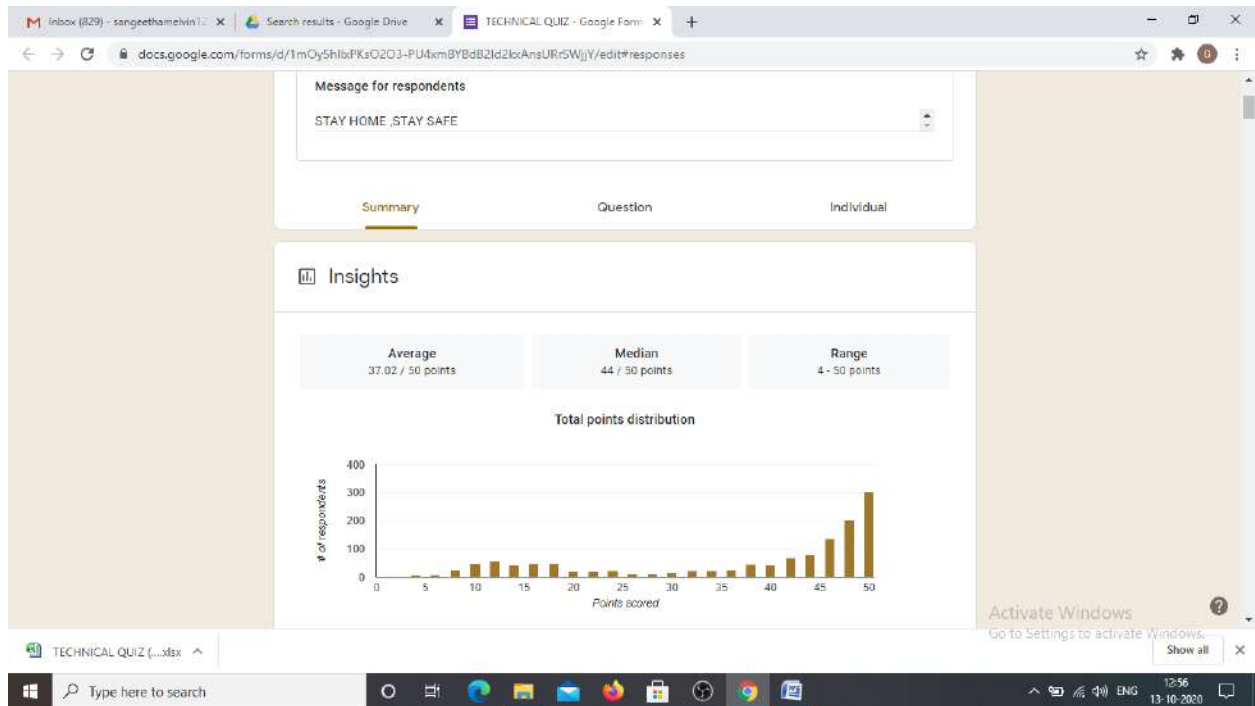 Inbox (829) - sangeethamelvin12
Search results - Google Drive
TECHNICAL QUIZ - Google Form
docs.google.com/forms/d/
/edit#responses
Message for respondents
STAY HOME ,STAY SAFE
Summary
Question
Individual
Insights
Average
37.02 / 50 points
Median
44 / 50 points
Range
4 - 50 points
Total points distribution
# of respondents
400
300
200
100
0
0 5 10 15 20 25 30 35 40 45 50
Points scored
Activate Windows
Go to Settings to activate Windows.
TECHNICAL QUIZ (....xlsx
Show all
Type here to search
ENG
12:56
13-10-2020
G